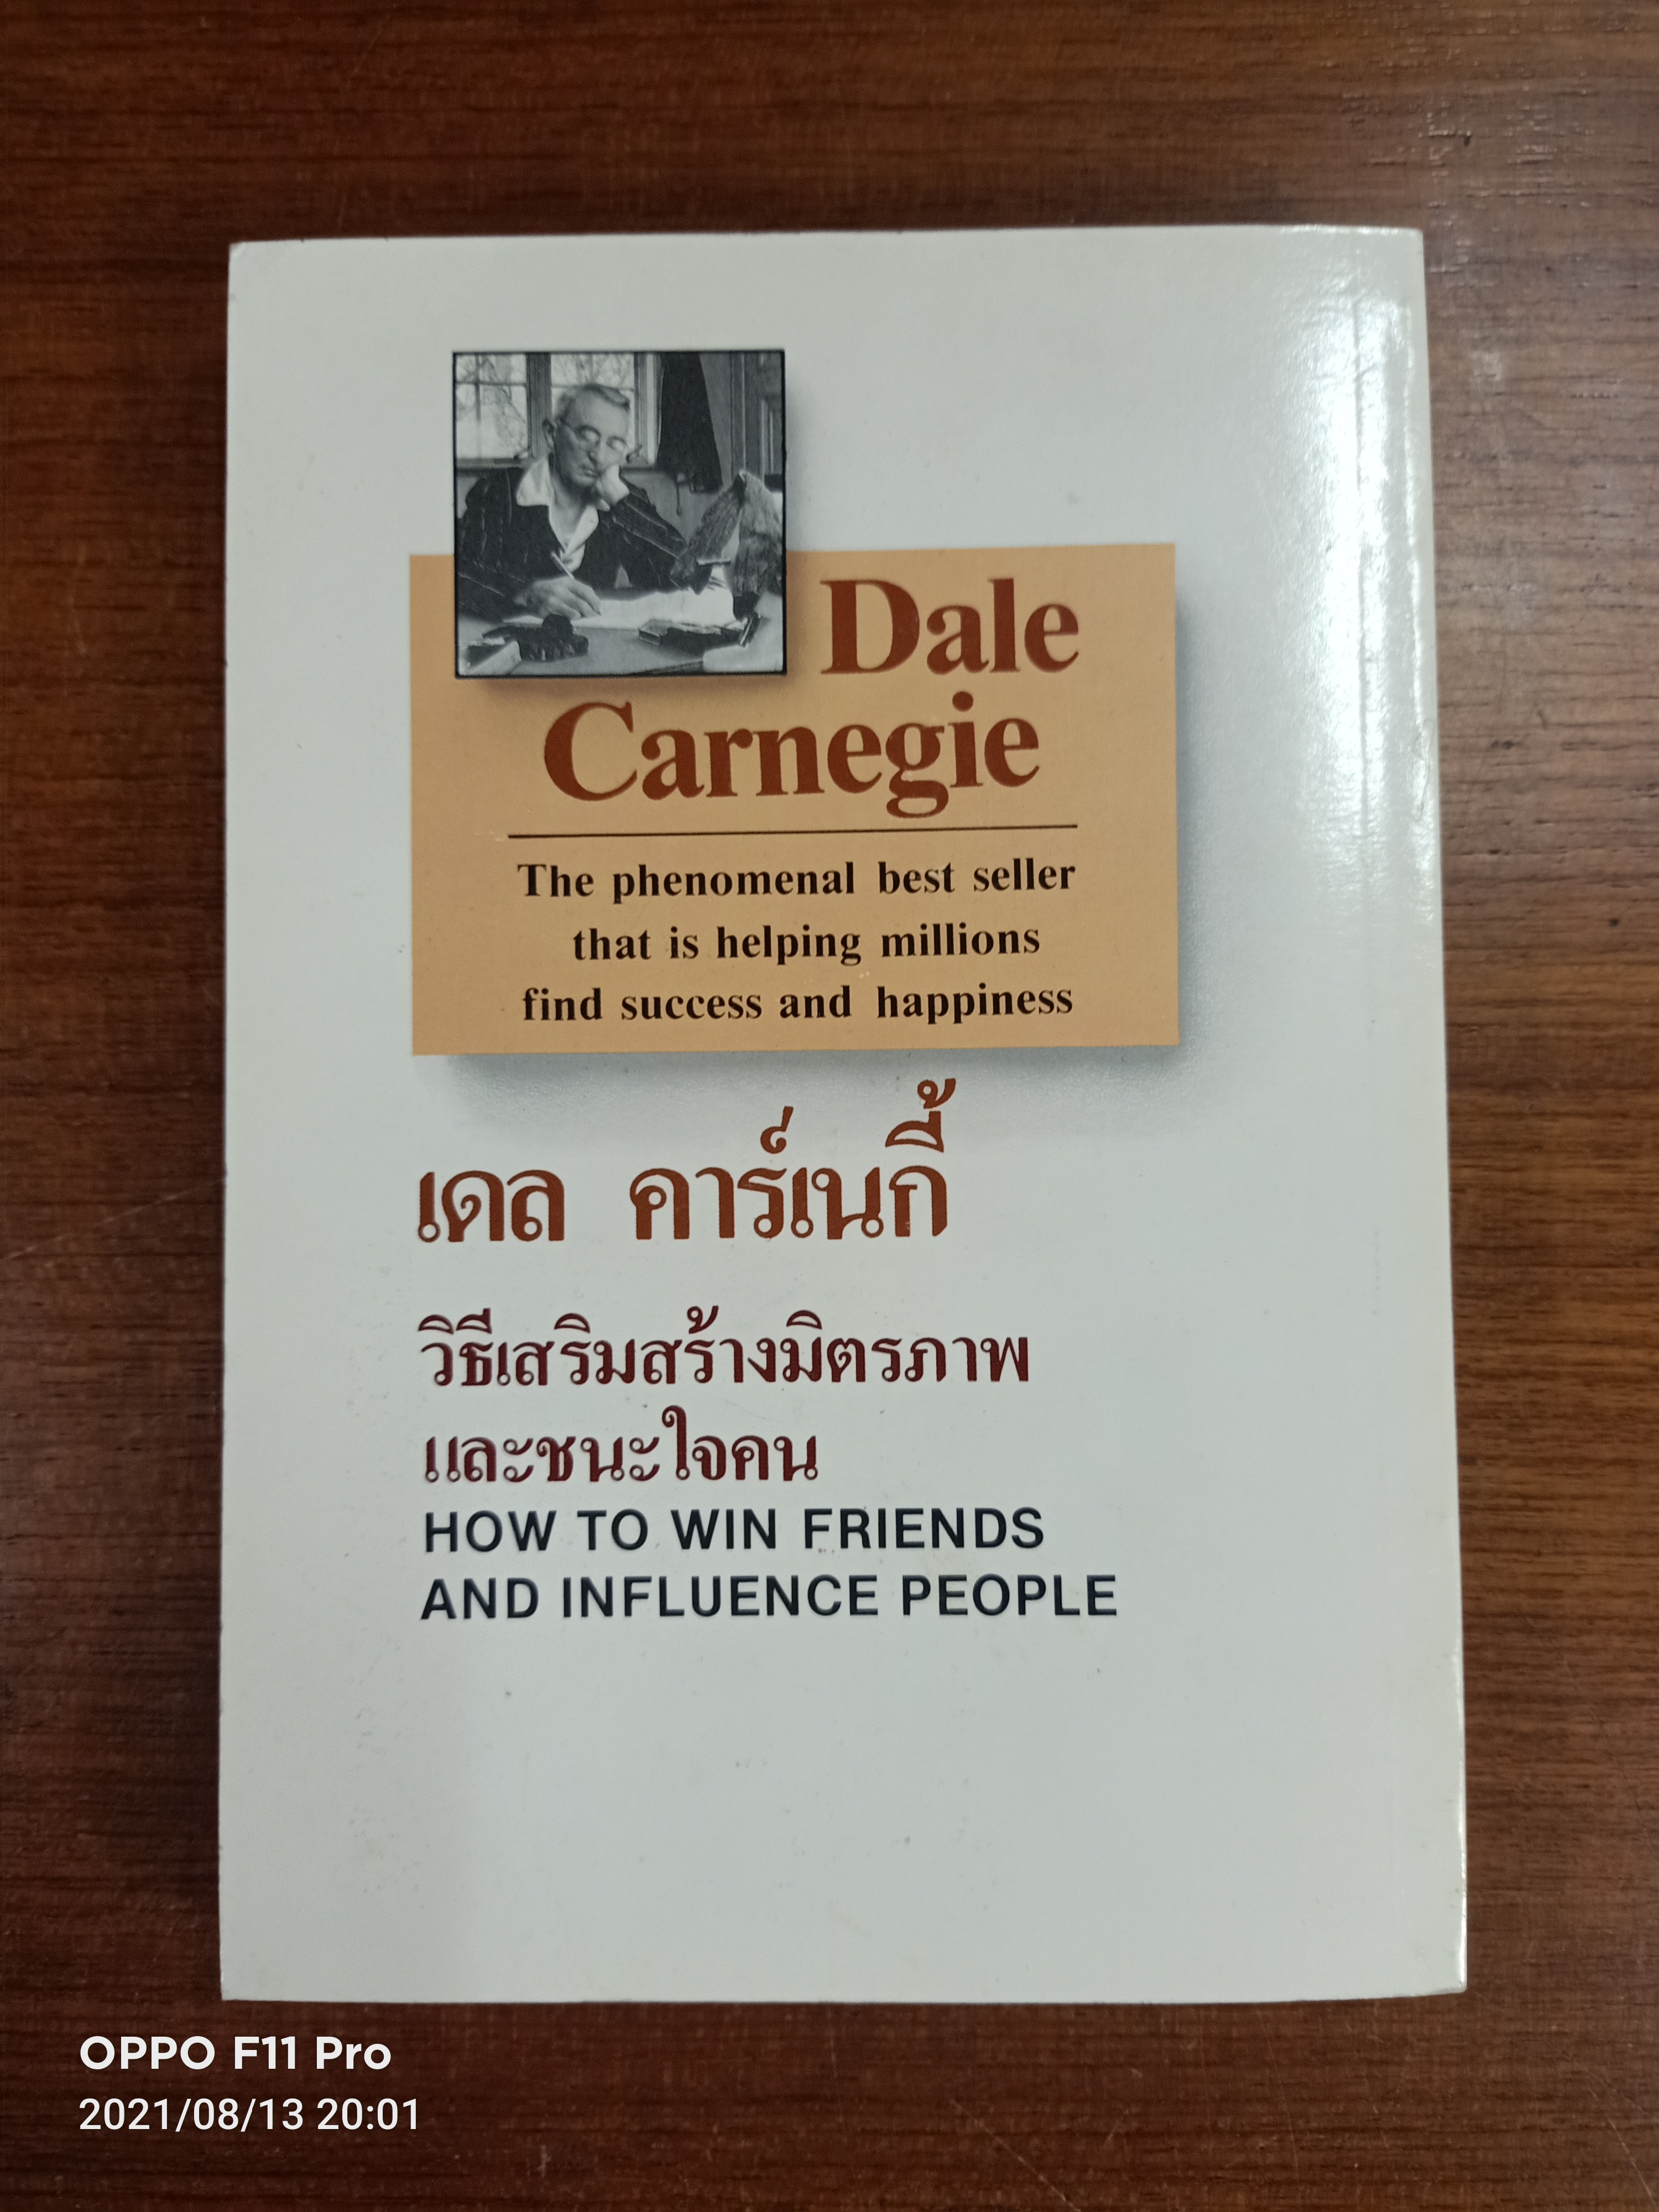 Dale
Carnegie
The phenomenal best seller
that is helping millions
find success and happiness
เดล คาร์เนกี้
วิธีเสริมสร้างมิตรภาพ
และชนะใจคน
HOW TO WIN FRIENDS
AND INFLUENCE PEOPLE
OPPO F11 Pro
2021/08/13 20:01